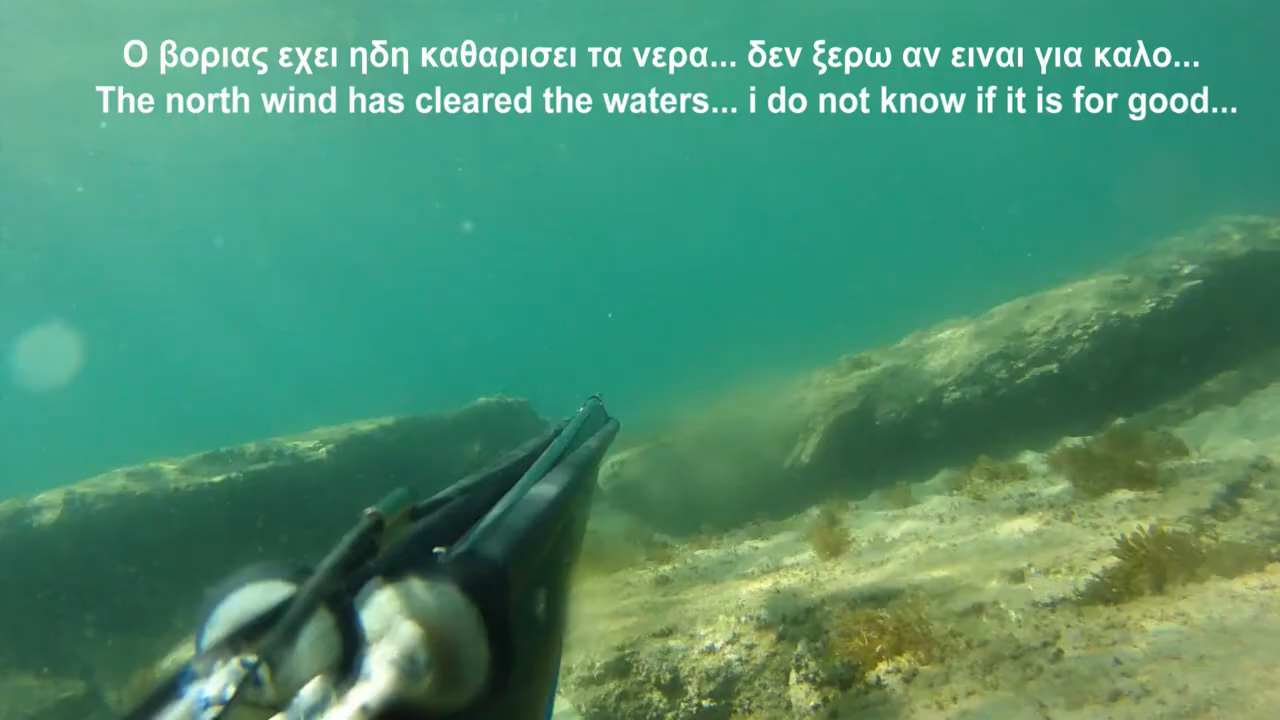 Ο βοριας εχει ηδη καθαρισει τα νερα... δεν ξερω αν ειναι για καλο...
The north wind has cleared the waters... i do not know if it is for good...